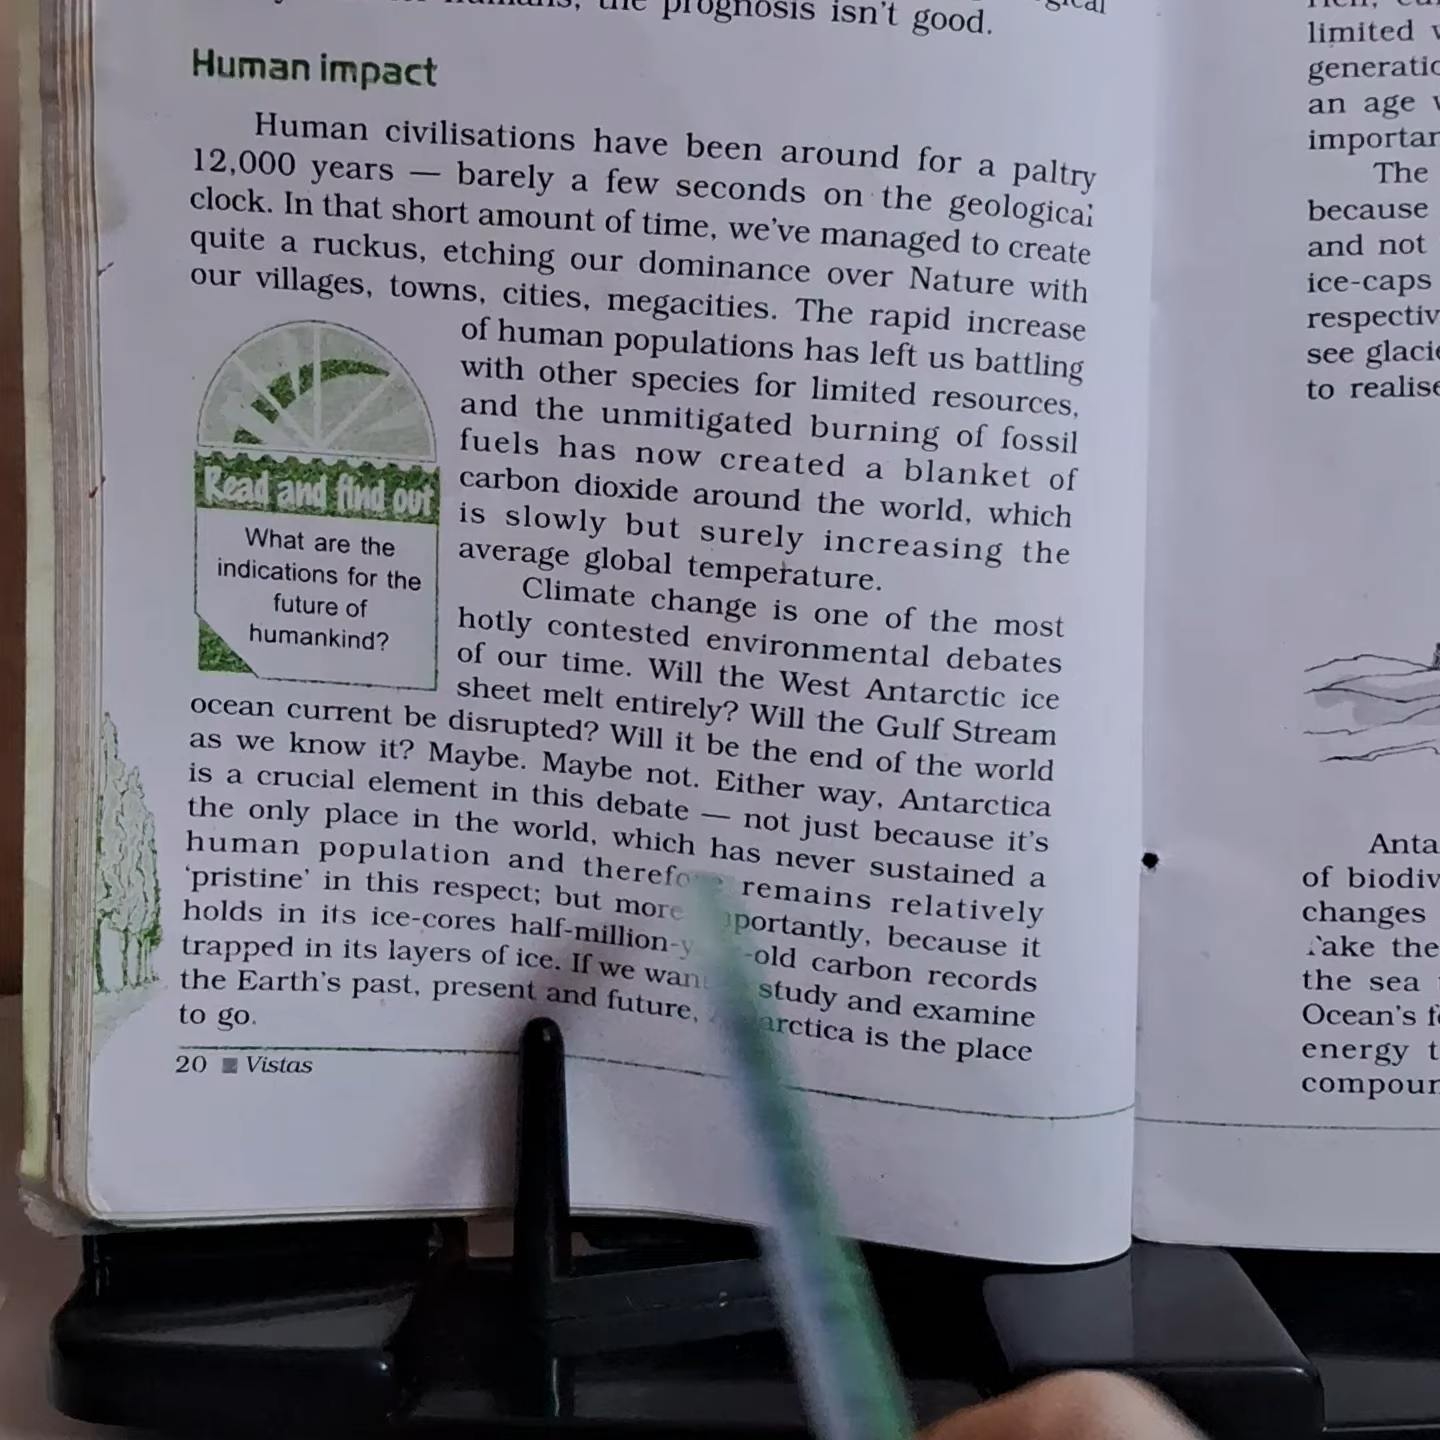 humans, the prognosis isn't good.
Human impact
Human civilisations have been around for a paltry
12,000 years — barely a few seconds on the geological
clock. In that short amount of time, we've managed to create
quite a ruckus, etching our dominance over Nature with
our villages, towns, cities, megacities. The rapid increase
of human populations has left us battling
with other species for limited resources,
and the unmitigated burning of fossil
fuels has now created a blanket of
carbon dioxide around the world, which
is slowly but surely increasing the
average global temperature.
Read and find out
What are the
indications for the
future of
humankind?
Climate change is one of the most
hotly contested environmental debates
of our time. Will the West Antarctic ice
sheet melt entirely? Will the Gulf Stream
ocean current be disrupted? Will it be the end of the world
as we know it? Maybe. Maybe not. Either way, Antarctica
is a crucial element in this debate — not just because it's
the only place in the world, which has never sustained a
human population and therefore remains relatively
'pristine' in this respect; but more importantly, because it
holds in its ice-cores half-million-y -old carbon records
trapped in its layers of ice. If we want study and examine
the Earth's past, present and future, Antarctica is the place
to go.
20 Vistas
limited
an age
The
because
and not
ice-caps
see
to
of
changes
the
the sea
Ocean's
energy